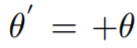 θ′ = +θ